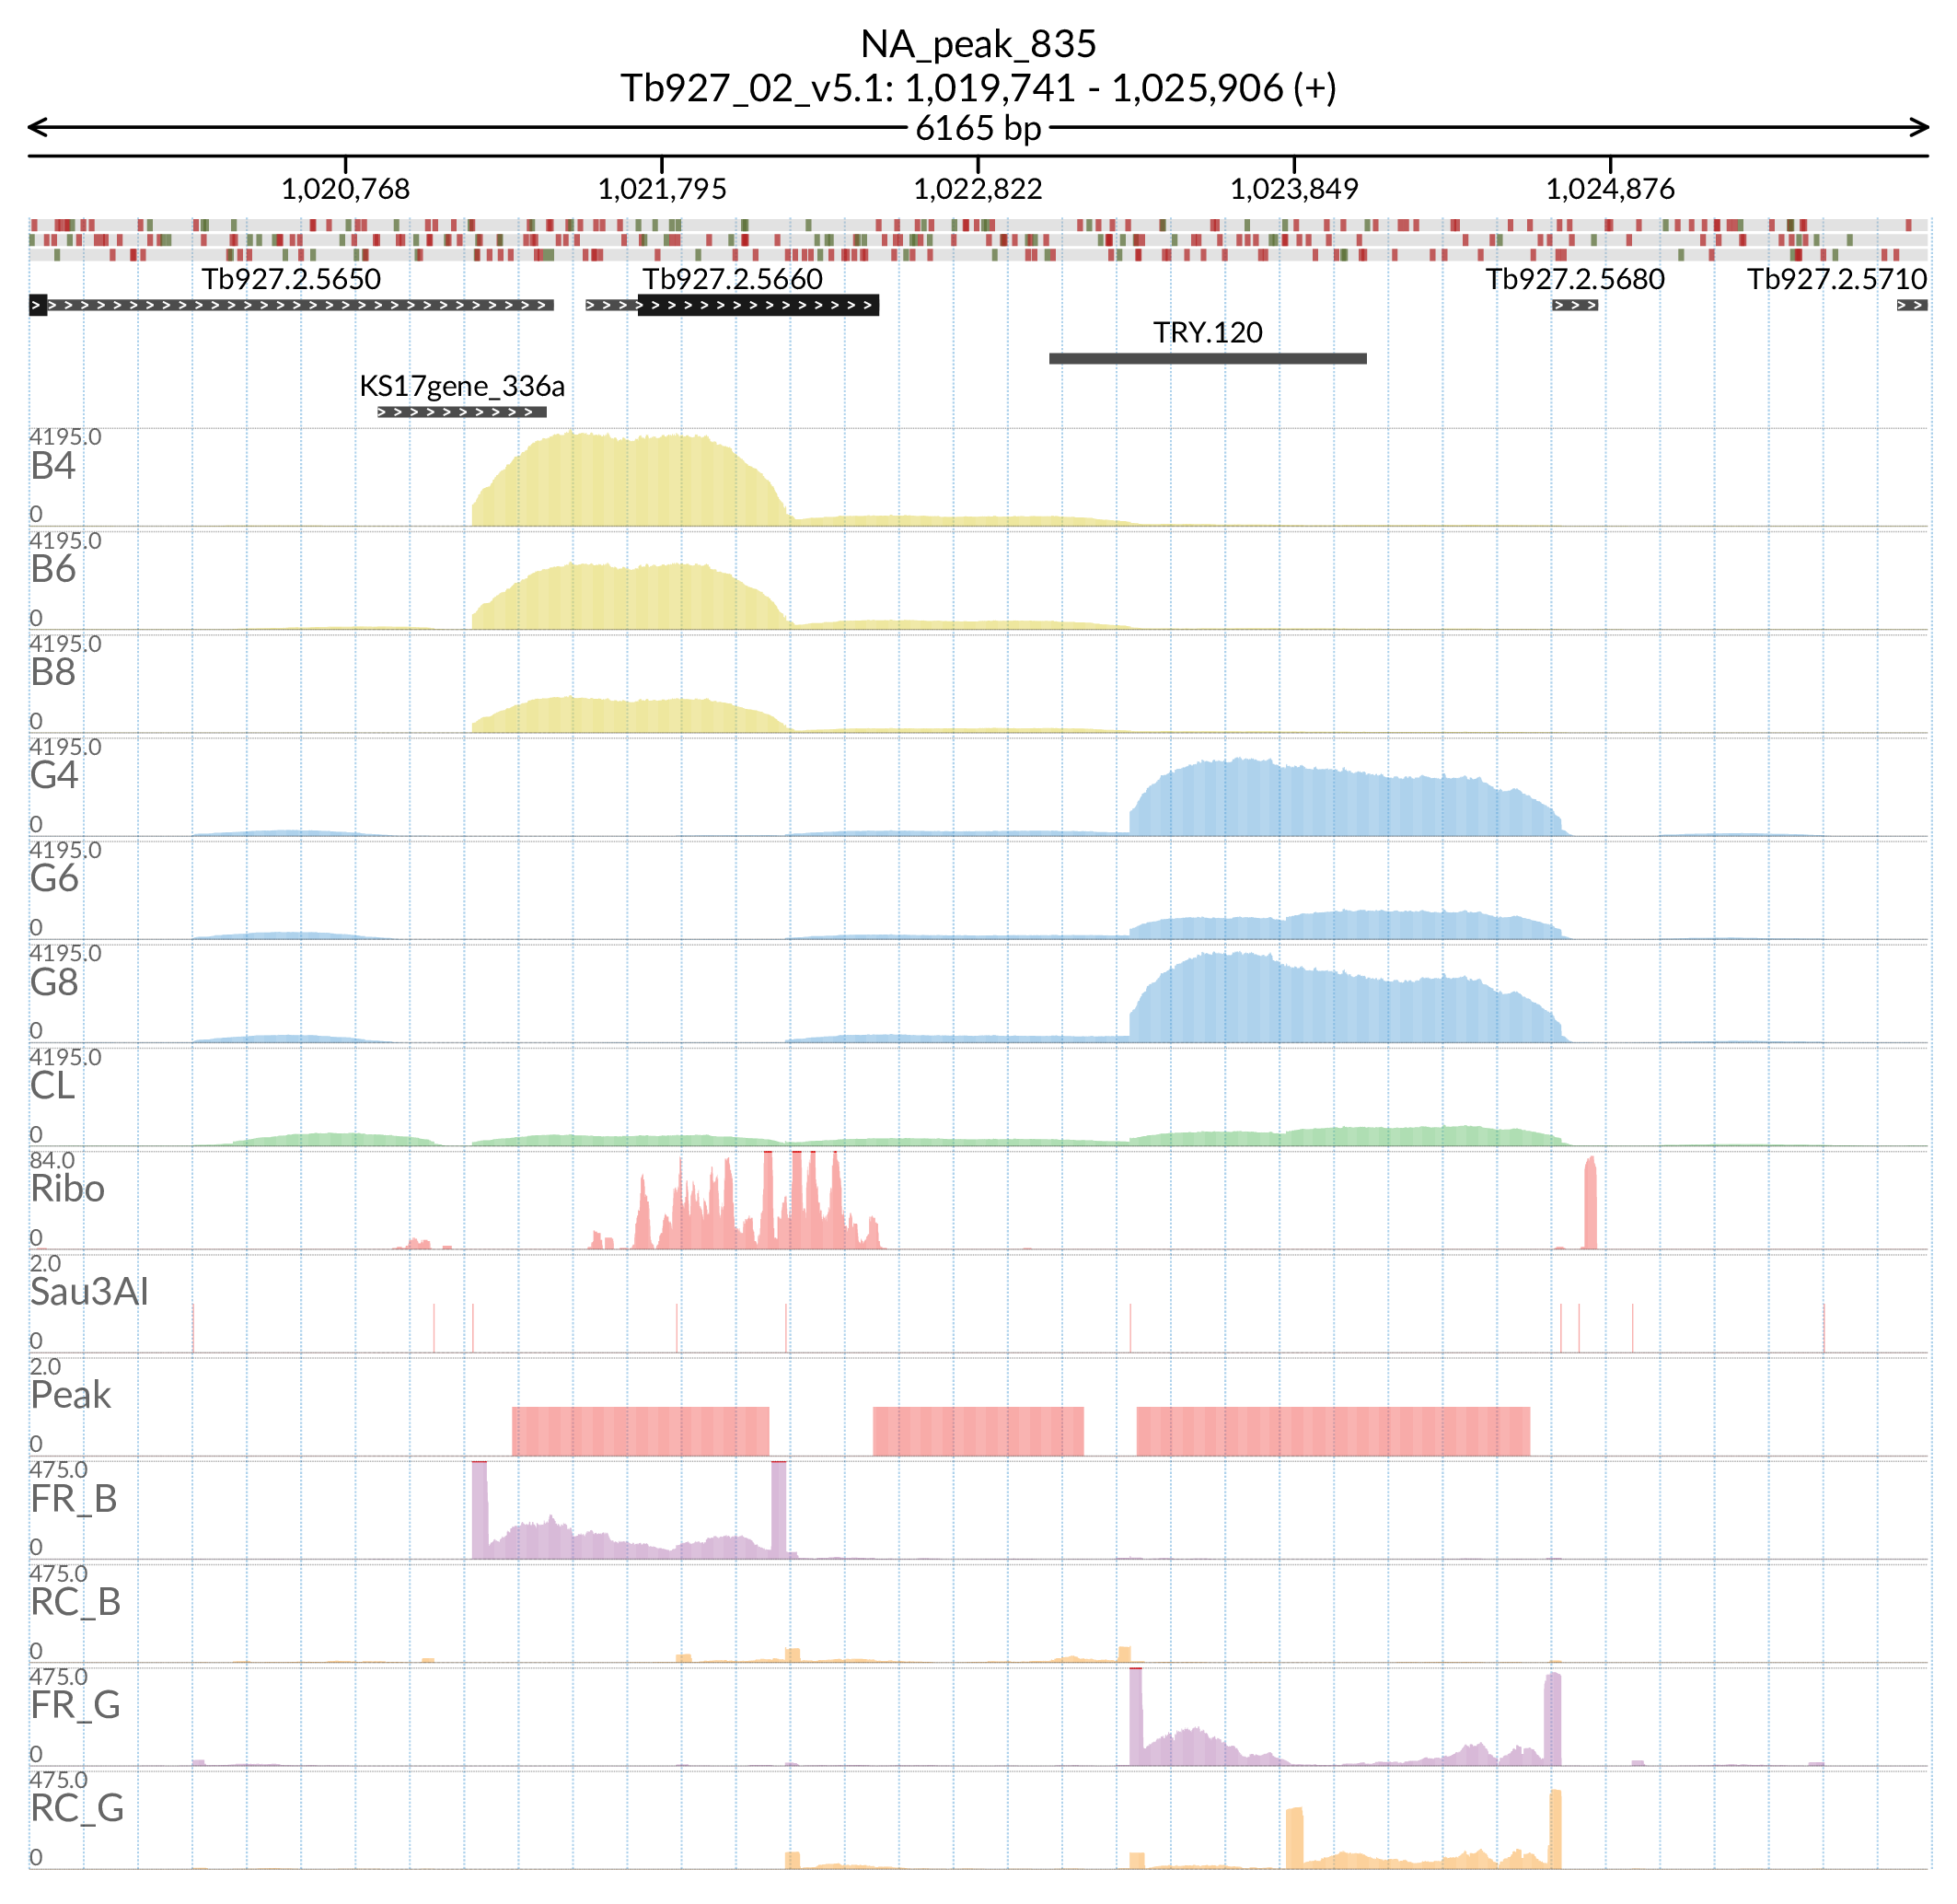 NA_peak_835
Tb927_02_v5.1: 1,019,741 - 1,025,906 (+)
6165 bp
1,020,768 1,021,795 1,022,822 1,023,849 1,024,876
Tb927.2.5650 Tb927.2.5660 Tb927.2.5680 Tb927.2.5710
TRY.120
KS17gene_336a
4195.0
B4
0
4195.0
B6
0
4195.0
B8
0
4195.0
G4
0
4195.0
G6
0
4195.0
G8
0
4195.0
CL
0
84.0
Ribo
0
2.0
Sau3AI
0
2.0
Peak
0
475.0
FR_B
0
475.0
RC_B
0
475.0
FR_G
0
475.0
RC_G
0